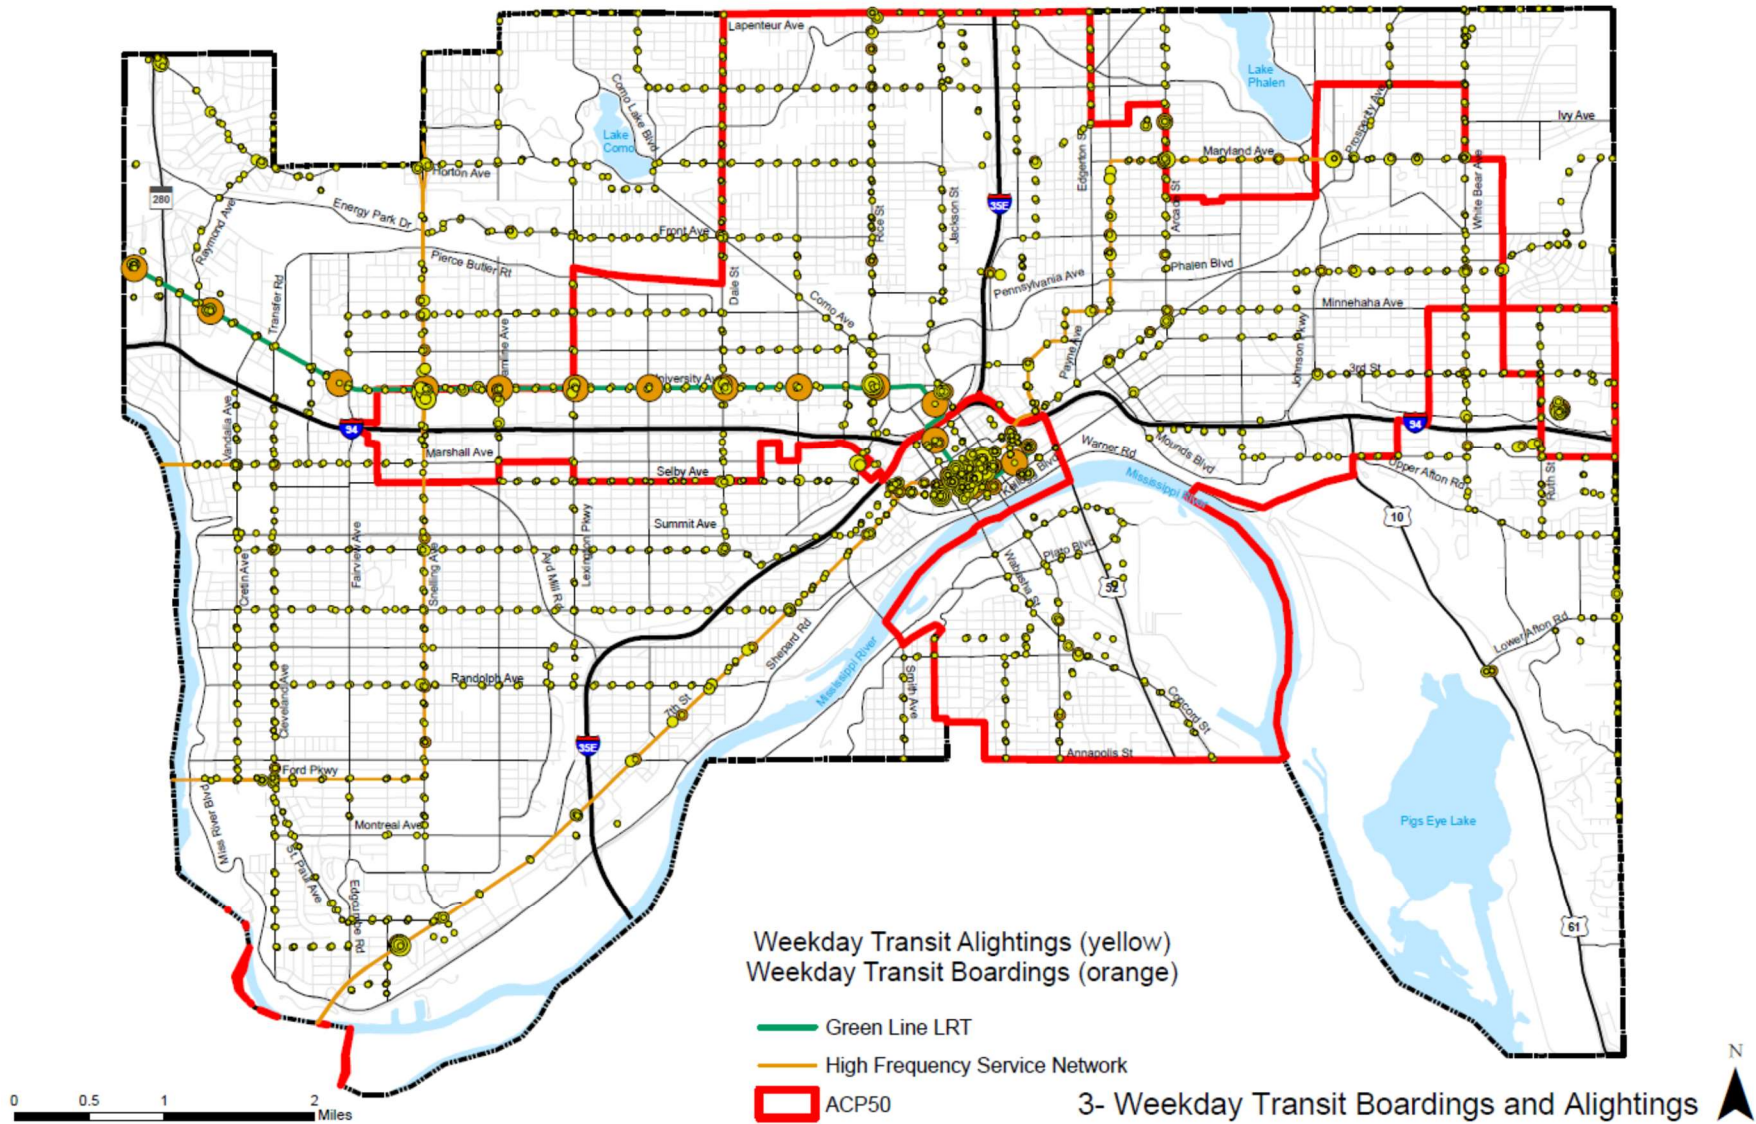 Lapenteur Ave
Lake
Phalen
Como Lake Blvd
Prosperity Ave
Ivy Ave
Lake
Como
Maryland Ave
Horton Ave
Edgerton St
280
Raymond Ave
Energy Park Dr
Front Ave
Rice St
Jackson St
35E
Arcade St
White Bear Ave
Pierce Butler Rt
Transfer Rd
Dale St
Como Ave
Pennsylvania Ave
Phalen Blvd
Minnehaha Ave
Payne Ave
Johnson Pkwy
3rd St
Vandalia Ave
94
94
Marshall Ave
Selby Ave
Warner Rd
Mounds Blvd
Upper Afton Rd
Ruth St
Mississippi River
Summit Ave
10
Cretin Ave
Fairview Ave
Snelling Ave
Ayd Mill Rd
Lexington Pkwy
Plato Blvd
Wabasha St
52
Shepard Rd
Mississippi River
Lower Afton Rd
Randolph Ave
Cleveland Ave
7th St
Smith Ave
Concord St
35E
Annapolis St
Ford Pkwy
Miss River Blvd
Montreal Ave
Pigs Eye Lake
St. Paul Ave
Edgcumbe Rd
61
Weekday Transit Alightings (yellow)
Weekday Transit Boardings (orange)
Green Line LRT
High Frequency Service Network
ACP50
0 0.5 1 2
Miles
3- Weekday Transit Boardings and Alightings
N